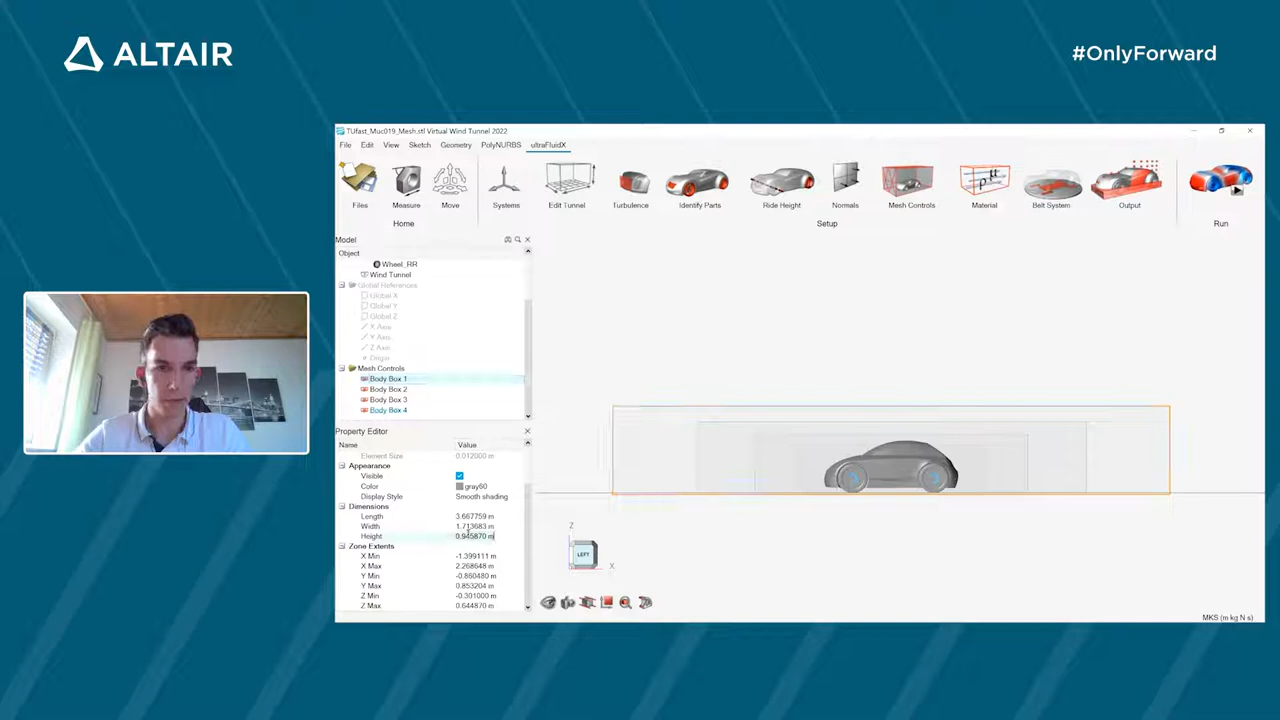 ALTAIR
#OnlyForward
TUfast_Muc019_Mesh.stl Virtual Wind Tunnel 2022
File Edit View Sketch Geometry PolyNURBS ultraFluidX
Files Measure Move Systems Edit Tunnel Turbulence Identify Parts Ride Height Normals Mesh Controls Material Belt System Output Run
Home Setup Run
Model
Object
Wheel_RR
Wind Tunnel
Global References
Global X
Global Y
Global Z
X Axis
Y Axis
Z Axis
Origin
Mesh Controls
Body Box 1
Body Box 2
Body Box 3
Body Box 4
Property Editor
Name Value
Element Size 0.012000 m
Appearance
Visible
Color gray60
Display Style Smooth shading
Dimensions
Length 3.667759 m
Width 1.713683 m
Height 0.945870 m
Zone Extents
X Min -1.399111 m
X Max 2.268648 m
Y Min -0.860480 m
Y Max 0.853204 m
Z Min -0.301000 m
Z Max 0.644870 m
Z
LEFT
X
MKS (m kg N s)